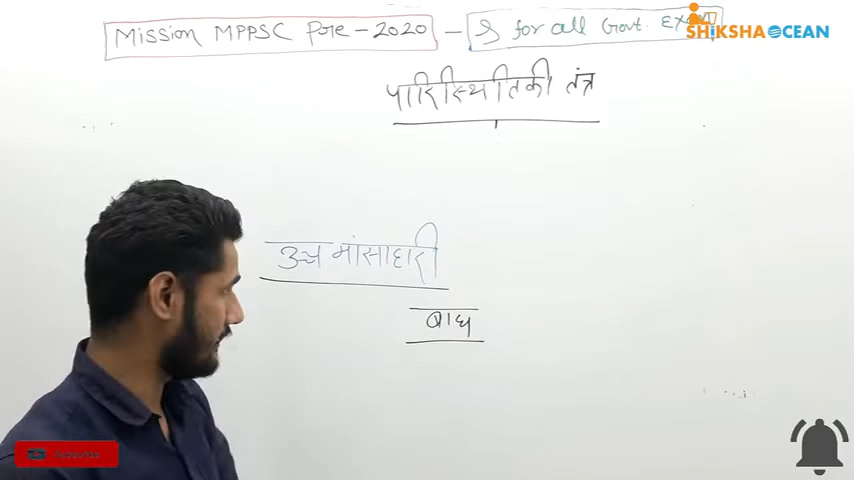 Mission MPPSC Pre - 2020 - & for all Govt. Exam
SHIKSHA OCEAN
पारिस्थितिकी तंत्र
उच्च मांसाहारी
बाघ